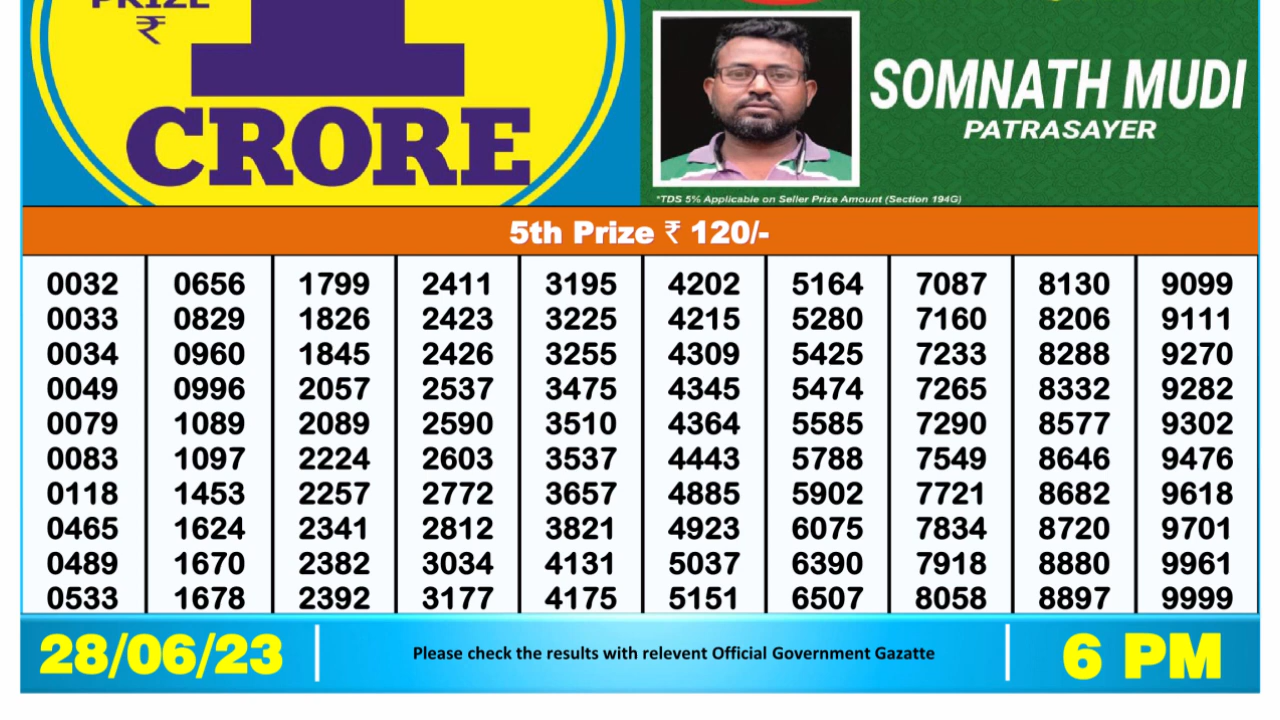 PRIZE
₹
1
CRORE
SOMNATH MUDI
PATRASAYER
*TDS 5% Applicable on Seller Prize Amount (Section 194G)
5th Prize ₹ 120/-
0032 0656 1799 2411 3195 4202 5164 7087 8130 9099
0033 0829 1826 2423 3225 4215 5280 7160 8206 9111
0034 0960 1845 2426 3255 4309 5425 7233 8288 9270
0049 0996 2057 2537 3475 4345 5474 7265 8332 9282
0079 1089 2089 2590 3510 4364 5585 7290 8577 9302
0083 1097 2224 2603 3537 4443 5788 7549 8646 9476
0118 1453 2257 2772 3657 4885 5902 7721 8682 9618
0465 1624 2341 2812 3821 4923 6075 7834 8720 9701
0489 1670 2382 3034 4131 5037 6390 7918 8880 9961
0533 1678 2392 3177 4175 5151 6507 8058 8897 9999
28/06/23
Please check the results with relevent Official Government Gazatte
6 PM